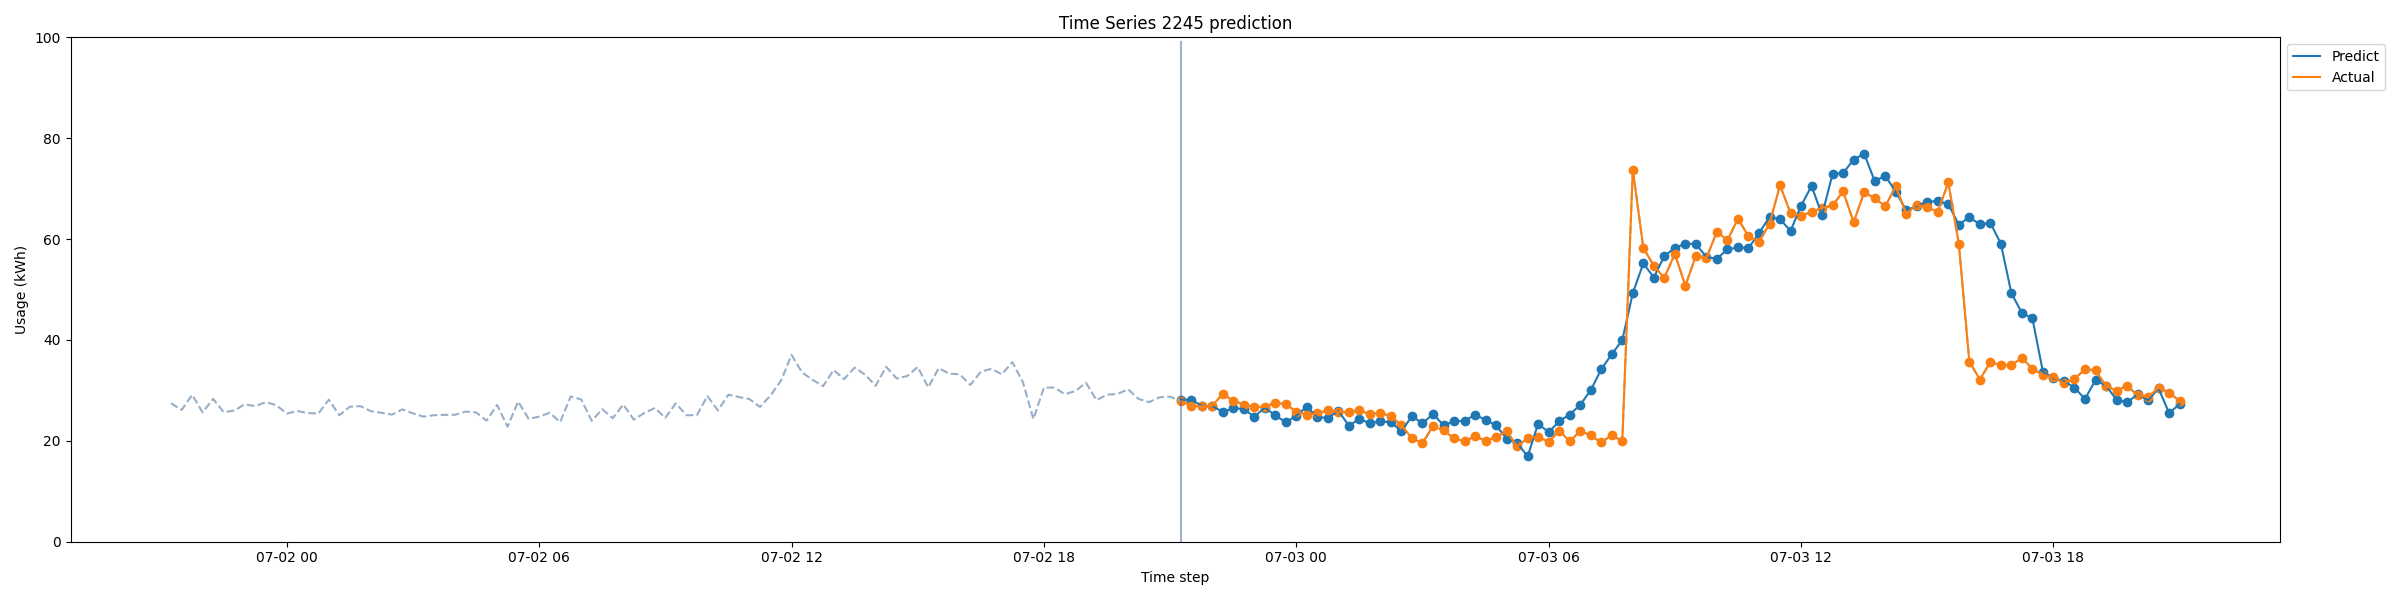 Time Series 2245 prediction
Predict
Actual
Usage (kWh)
100
80
60
40
20
0
07-02 00
07-02 06
07-02 12
07-02 18
07-03 00
07-03 06
07-03 12
07-03 18
Time step